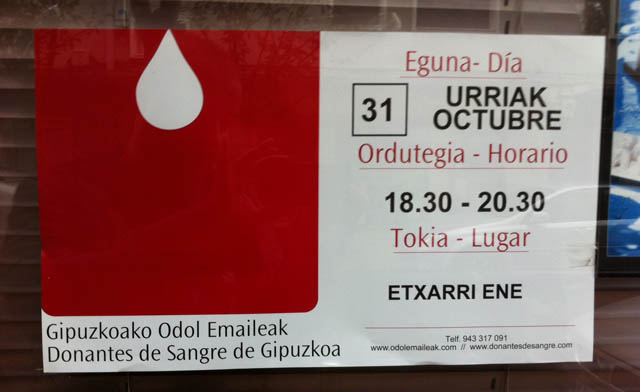 Eguna- Día
31 URRIAK
OCTUBRE
Ordutegia - Horario
18.30 - 20.30
Tokia - Lugar
ETXARRI ENE
Gipuzkoako Odol Emaileak
Donantes de Sangre de Gipuzkoa
Telf. 943 317 091
www.odolemaileak.com // www.donantesdesangre.com